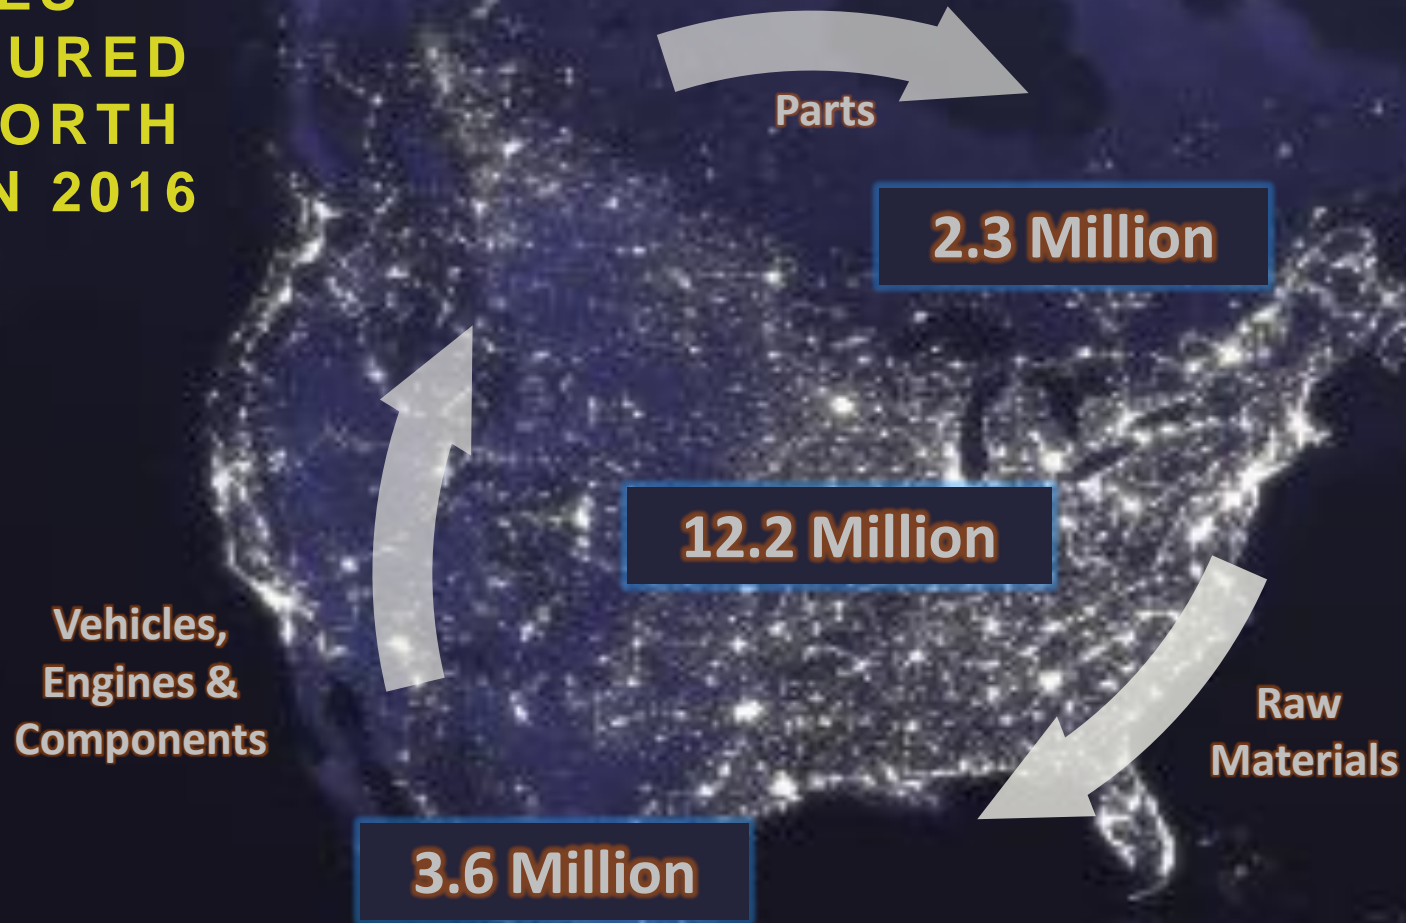 URED
ORTH
N 2016
Parts
2.3 Million
12.2 Million
Vehicles,
Engines &
Components
Raw
Materials
3.6 Million